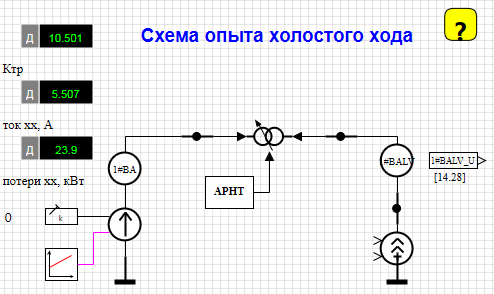 Д 10.501
Схема опыта холостого хода
?
Ктр
Д 5.507
ток хх, А
Д 23.9
потери хх, кВт
1#BA
#BALV
1#BALV_U
[14.28]
АРНТ
0
k